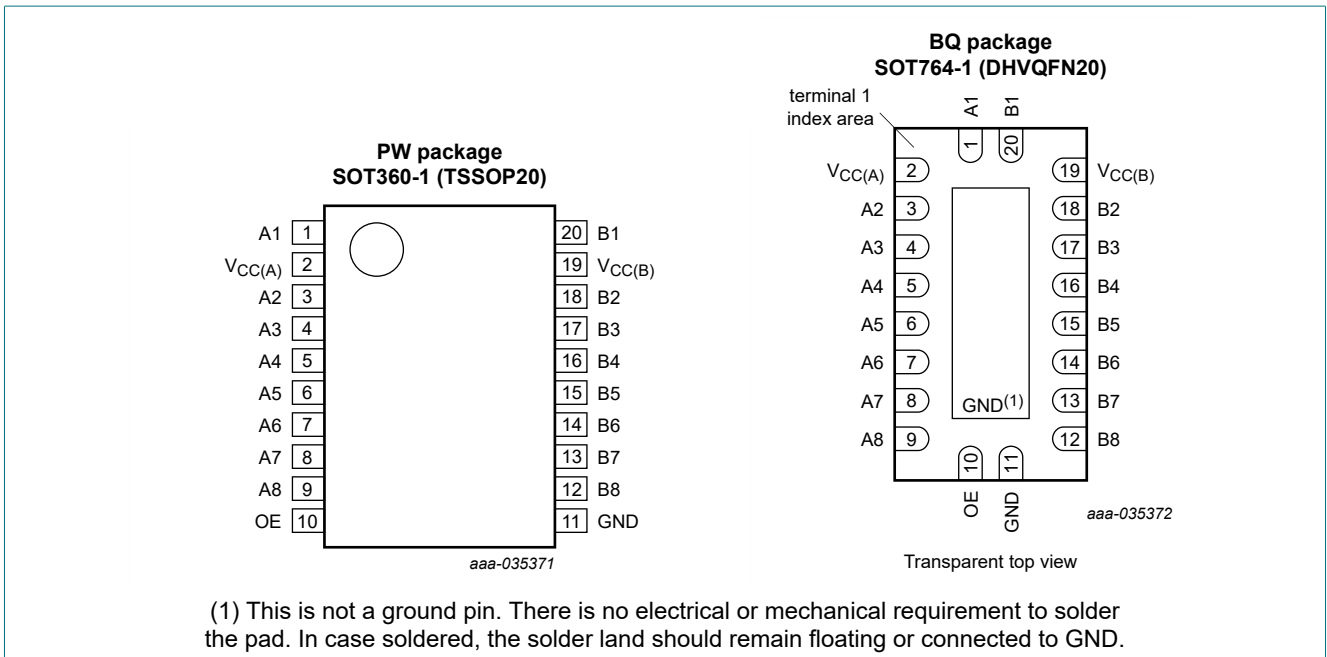 PW package
SOT360-1 (TSSOP20)
A1 1 20 B1
VCC(A) 2 19 VCC(B)
A2 3 18 B2
A3 4 17 B3
A4 5 16 B4
A5 6 15 B5
A6 7 14 B6
A7 8 13 B7
A8 9 12 B8
OE 10 11 GND
aaa-035371
BQ package
SOT764-1 (DHVQFN20)
terminal 1
index area
A1 B1
1 20
VCC(A) 2 19 VCC(B)
A2 3 18 B2
A3 4 17 B3
A4 5 16 B4
A5 6 15 B5
A6 7 14 B6
A7 8 GND(1) 13 B7
A8 9 12 B8
10 11
OE GND
aaa-035372
Transparent top view
(1) This is not a ground pin. There is no electrical or mechanical requirement to solder
the pad. In case soldered, the solder land should remain floating or connected to GND.